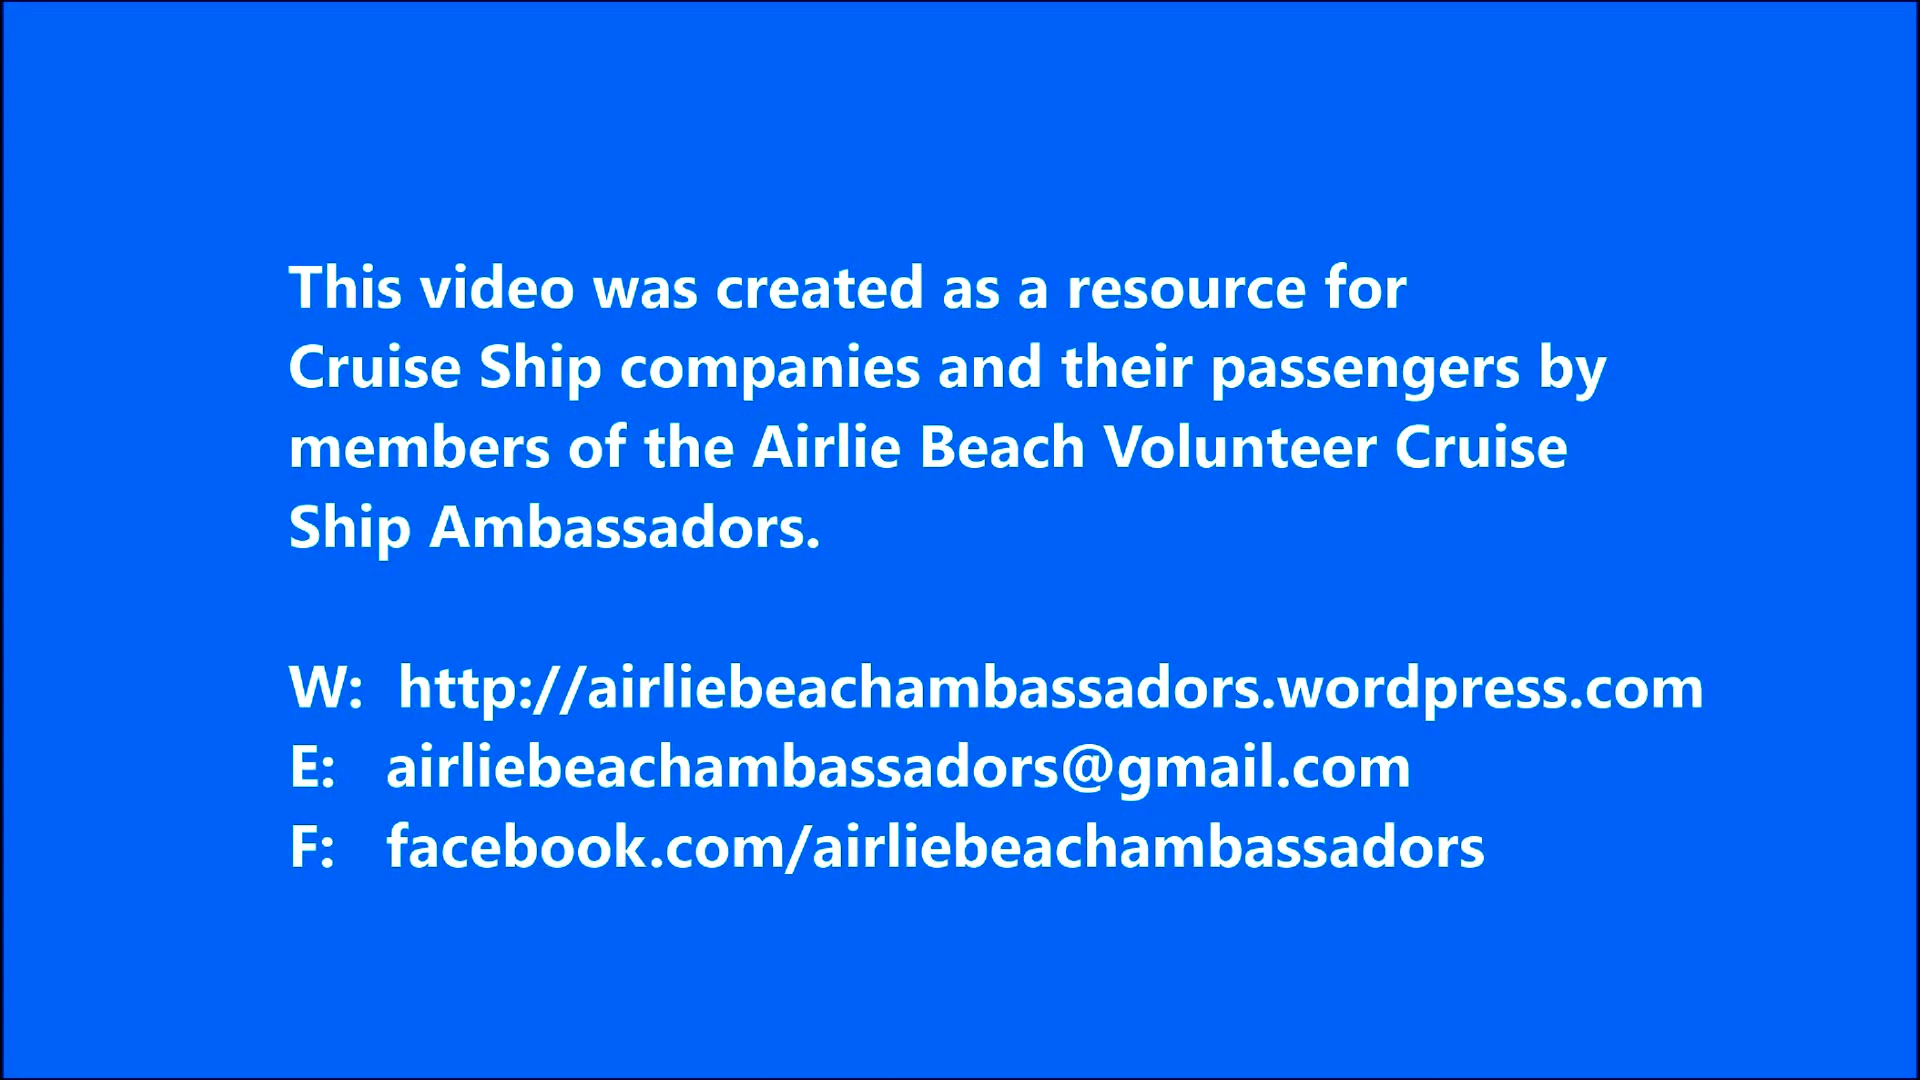 This video was created as a resource for
Cruise Ship companies and their passengers by
members of the Airlie Beach Volunteer Cruise
Ship Ambassadors.
W: http://airliebeachambassadors.wordpress.com
E: airliebeachambassadors@gmail.com
F: facebook.com/airliebeachambassadors